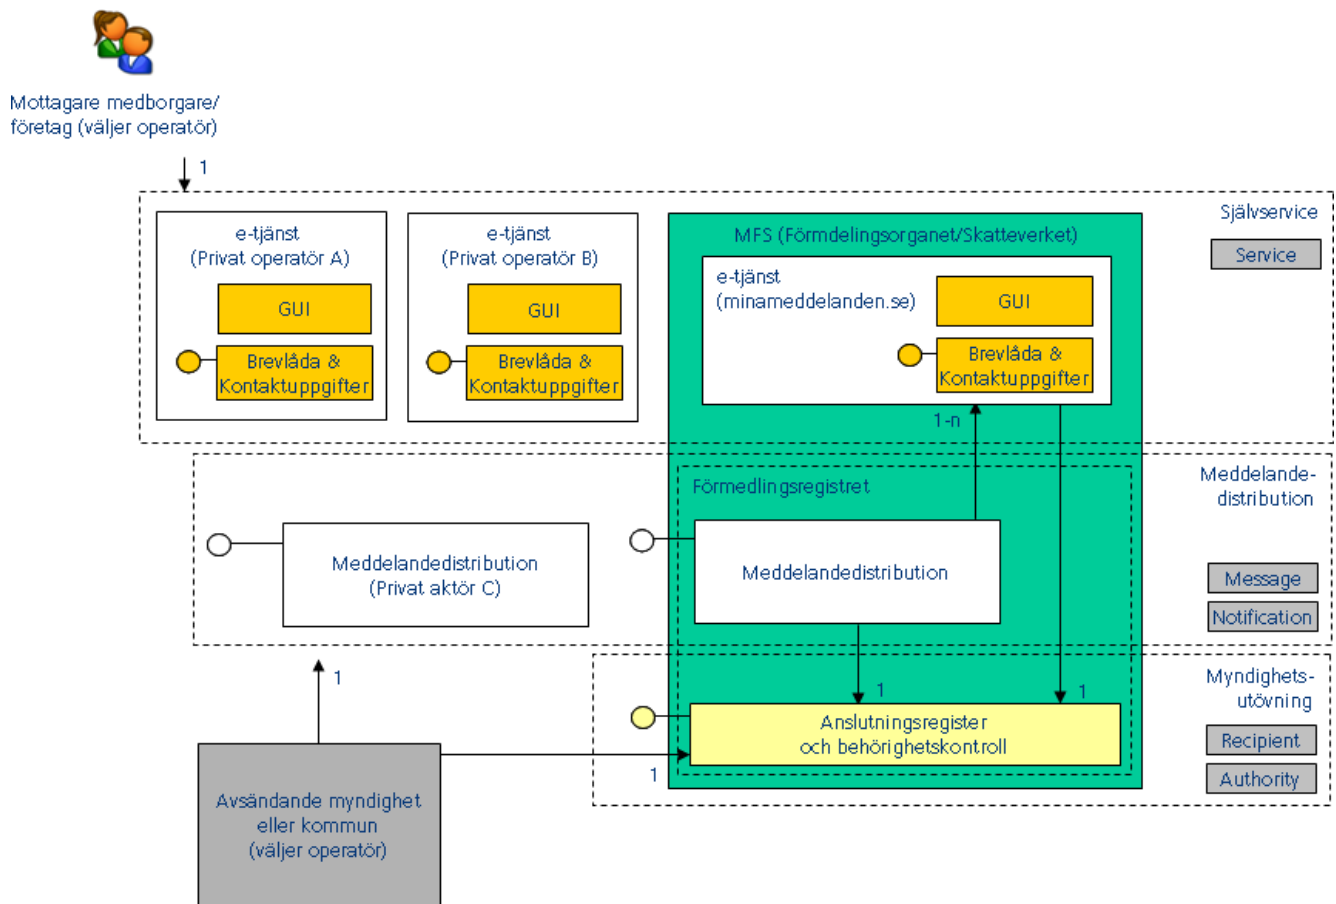 Mottagare medborgare/
företag (väljer operatör)
1
Självservice
Service
e-tjänst
(Privat operatör A)
GUI
Brevlåda &
Kontaktuppgifter
e-tjänst
(Privat operatör B)
GUI
Brevlåda &
Kontaktuppgifter
MFS (Förmdelingsorganet/Skatteverket)
e-tjänst
(minameddelanden.se)
GUI
Brevlåda &
Kontaktuppgifter
1-n
Meddelande-
distribution
Message
Notification
Förmedlingsregistret
Meddelandedistribution
(Privat aktör C)
Meddelandedistribution
1
1
1
Myndighets-
utövning
Recipient
Authority
Anslutningsregister
och behörighetskontroll
1
Avsändande myndighet
eller kommun
(väljer operatör)